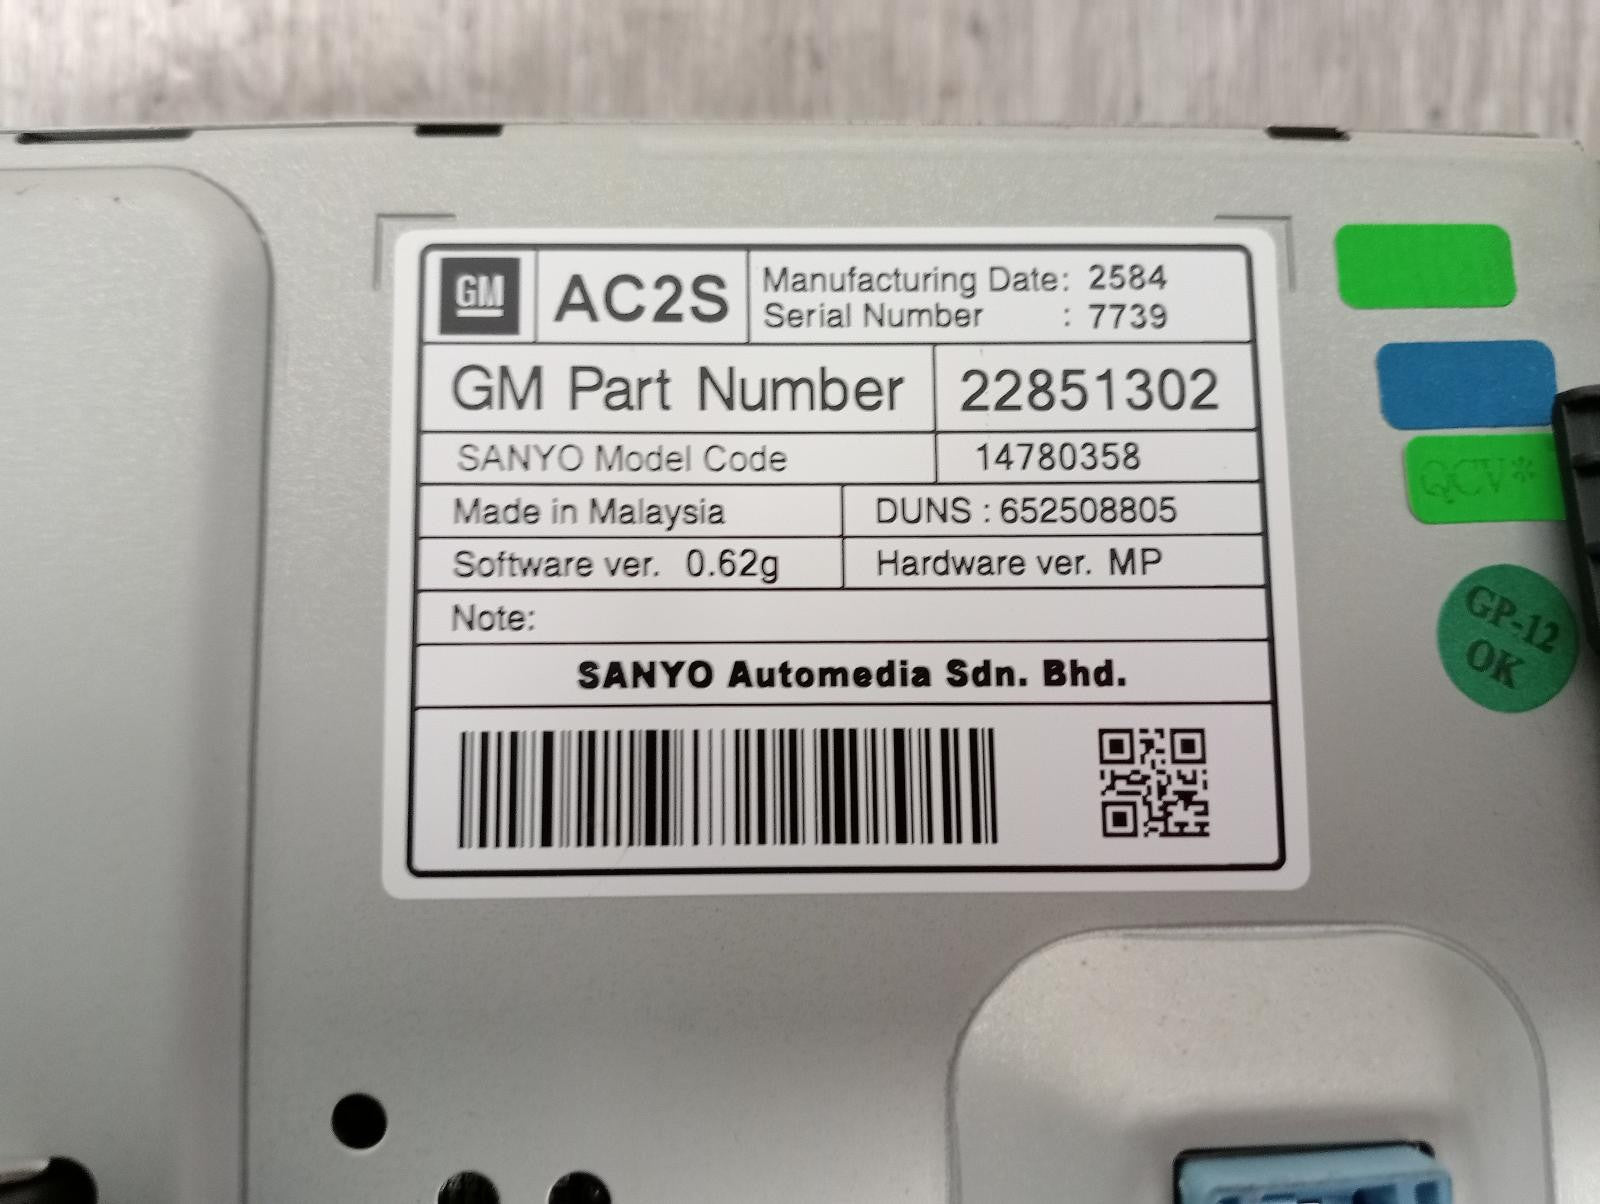 GM AC2S Manufacturing Date: 2584
Serial Number : 7739
GM Part Number 22851302
SANYO Model Code 14780358
Made in Malaysia DUNS : 652508805
Software ver. 0.62g Hardware ver. MP
Note:
SANYO Automedia Sdn. Bhd.
QCV*
GP-12
OK